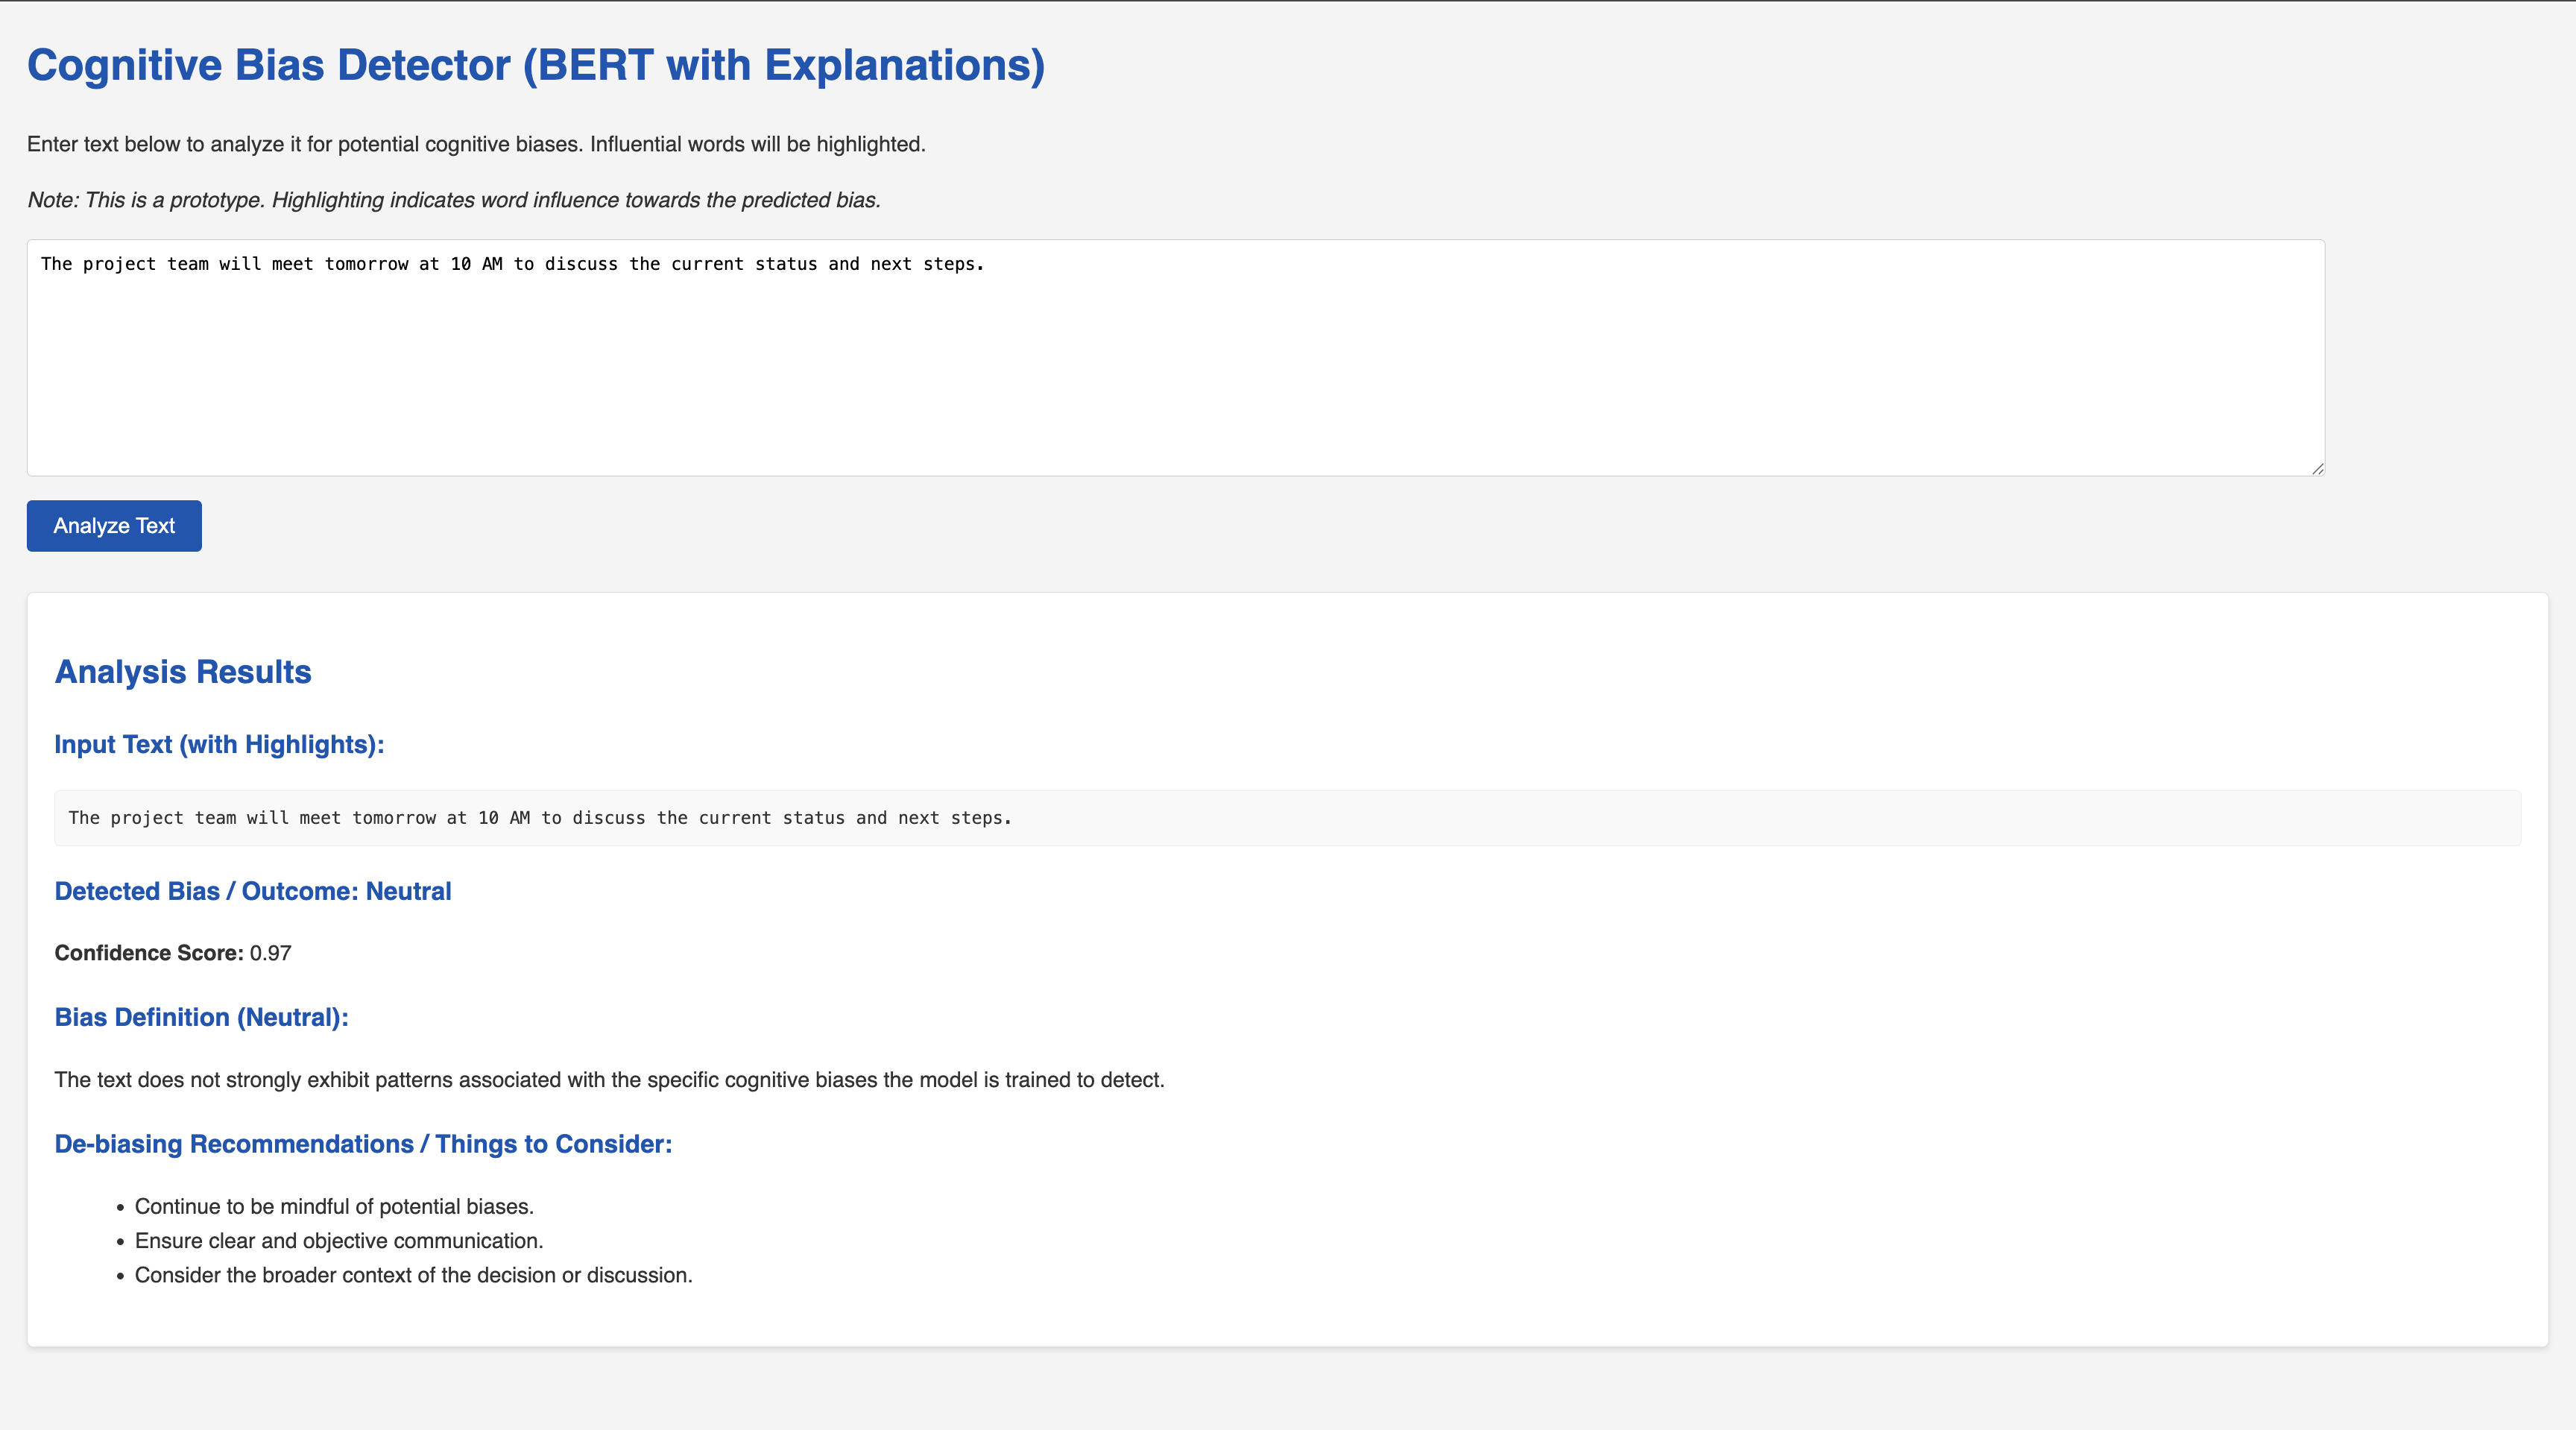 Cognitive Bias Detector (BERT with Explanations)
Enter text below to analyze it for potential cognitive biases. Influential words will be highlighted.
Note: This is a prototype. Highlighting indicates word influence towards the predicted bias.
The project team will meet tomorrow at 10 AM to discuss the current status and next steps.
Analyze Text
Analysis Results
Input Text (with Highlights):
The project team will meet tomorrow at 10 AM to discuss the current status and next steps.
Detected Bias / Outcome: Neutral
Confidence Score: 0.97
Bias Definition (Neutral):
The text does not strongly exhibit patterns associated with the specific cognitive biases the model is trained to detect.
De-biasing Recommendations / Things to Consider:
• Continue to be mindful of potential biases.
• Ensure clear and objective communication.
• Consider the broader context of the decision or discussion.